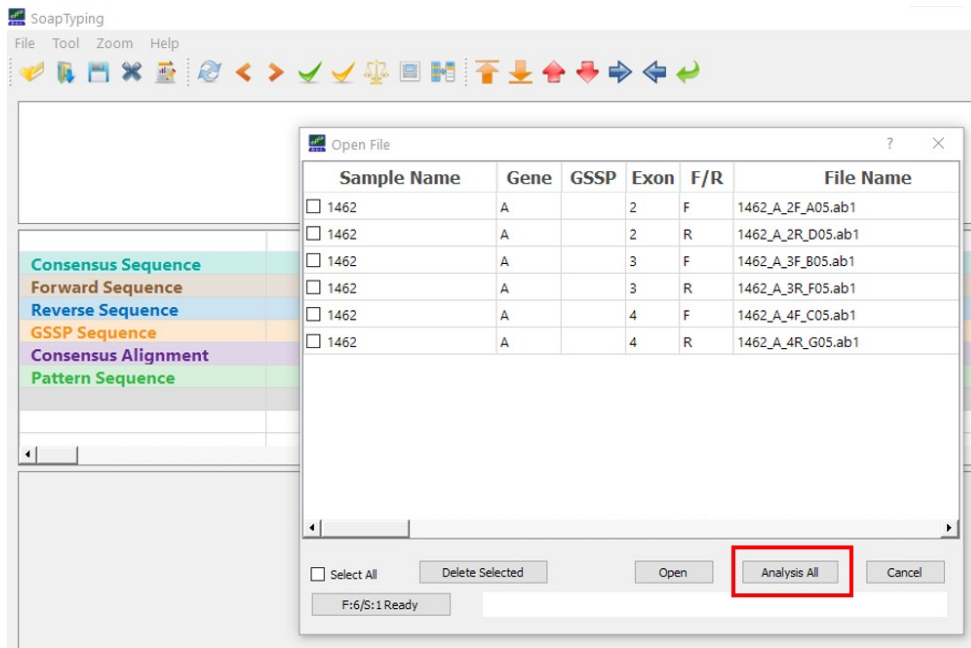 SoapTyping
File Tool Zoom Help
Open File ? ×
Sample Name Gene GSSP Exon F/R File Name
1462 A 2 F 1462_A_2F_A05.ab1
1462 A 2 R 1462_A_2R_D05.ab1
1462 A 3 F 1462_A_3F_B05.ab1
1462 A 3 R 1462_A_3R_F05.ab1
1462 A 4 F 1462_A_4F_C05.ab1
1462 A 4 R 1462_A_4R_G05.ab1
Consensus Sequence
Forward Sequence
Reverse Sequence
GSSP Sequence
Consensus Alignment
Pattern Sequence
Select All Delete Selected Open Analysis All Cancel
F:6/S:1 Ready